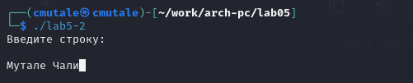 ┌──(cmutale㉿cmutale)-[~/work/arch-pc/lab05]
└─$ ./lab5-2
Введите строку:
Мутале Чали